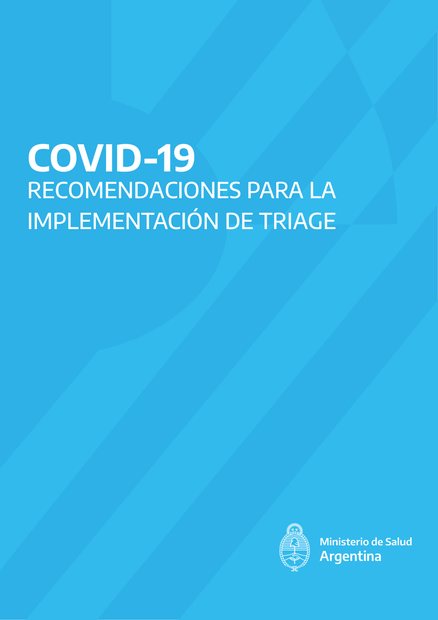 COVID-19
RECOMENDACIONES PARA LA
IMPLEMENTACIÓN DE TRIAGE
Ministerio de Salud
Argentina